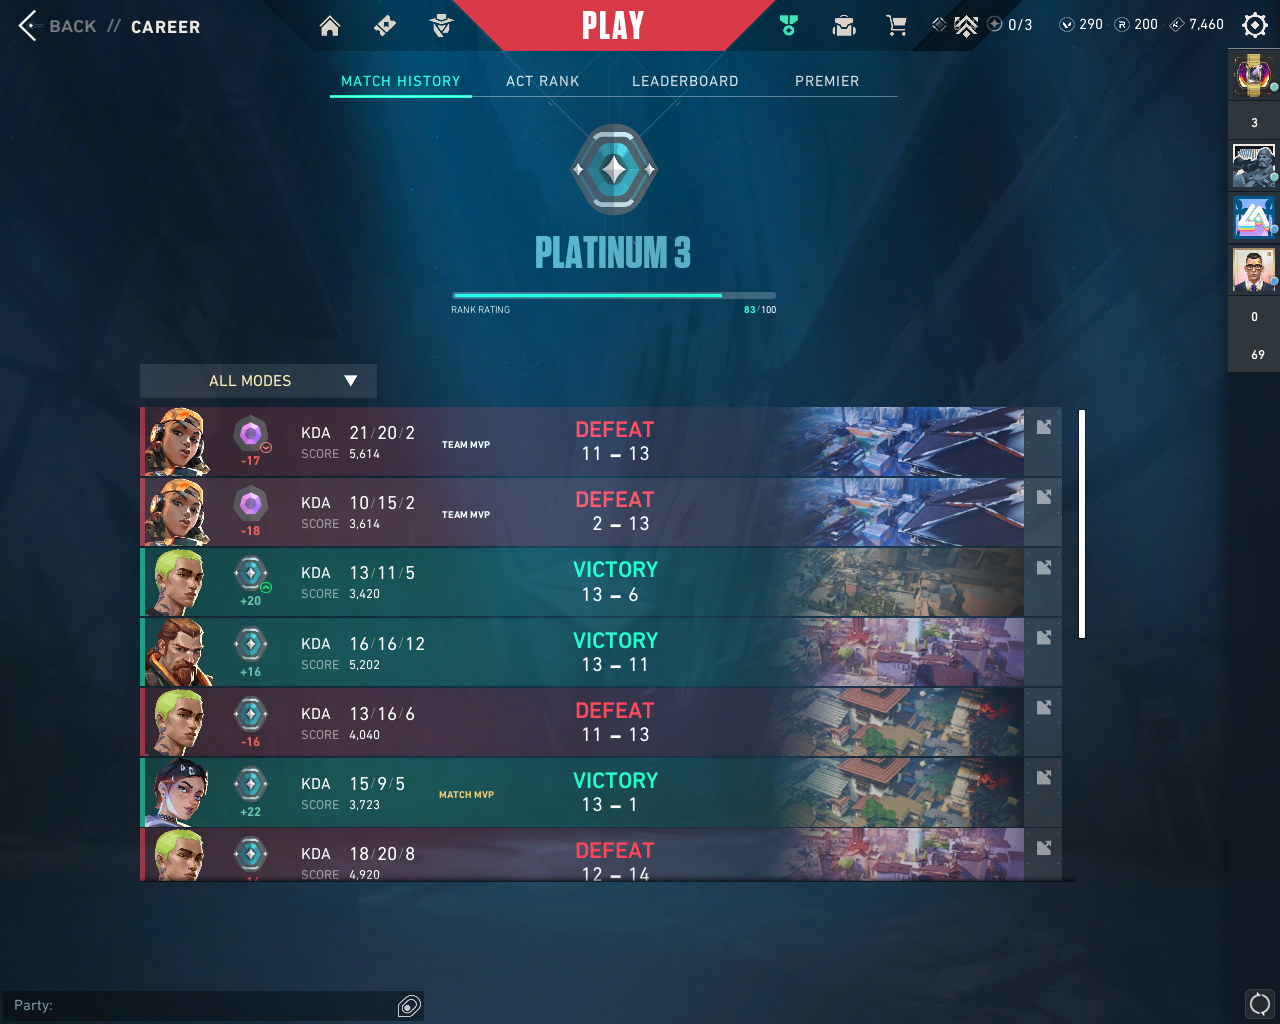 BACK // CAREER
PLAY
0/3
290
200
7,460
MATCH HISTORY
ACT RANK
LEADERBOARD
PREMIER
3
PLATINUM 3
RANK RATING
83/100
0
69
ALL MODES
KDA 21/20/2
DEFEAT
-17
SCORE 5,614
TEAM MVP
11 – 13
KDA 10/15/2
DEFEAT
-18
SCORE 3,614
TEAM MVP
2 – 13
KDA 13/11/5
VICTORY
+20
SCORE 3,420
13 – 6
KDA 16/16/12
VICTORY
+16
SCORE 5,202
13 – 11
KDA 13/16/6
DEFEAT
-16
SCORE 4,040
11 – 13
KDA 15/9/5
VICTORY
+22
SCORE 3,723
MATCH MVP
13 – 1
KDA 18/20/8
DEFEAT
SCORE 4,920
12 – 14
Party: